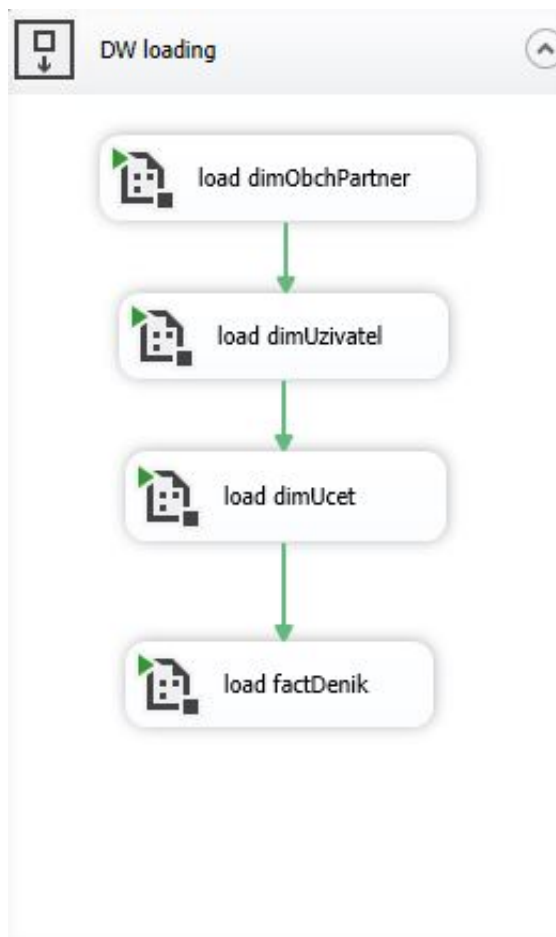 DW loading
load dimObchPartner
load dimUzivatel
load dimUcet
load factDenik